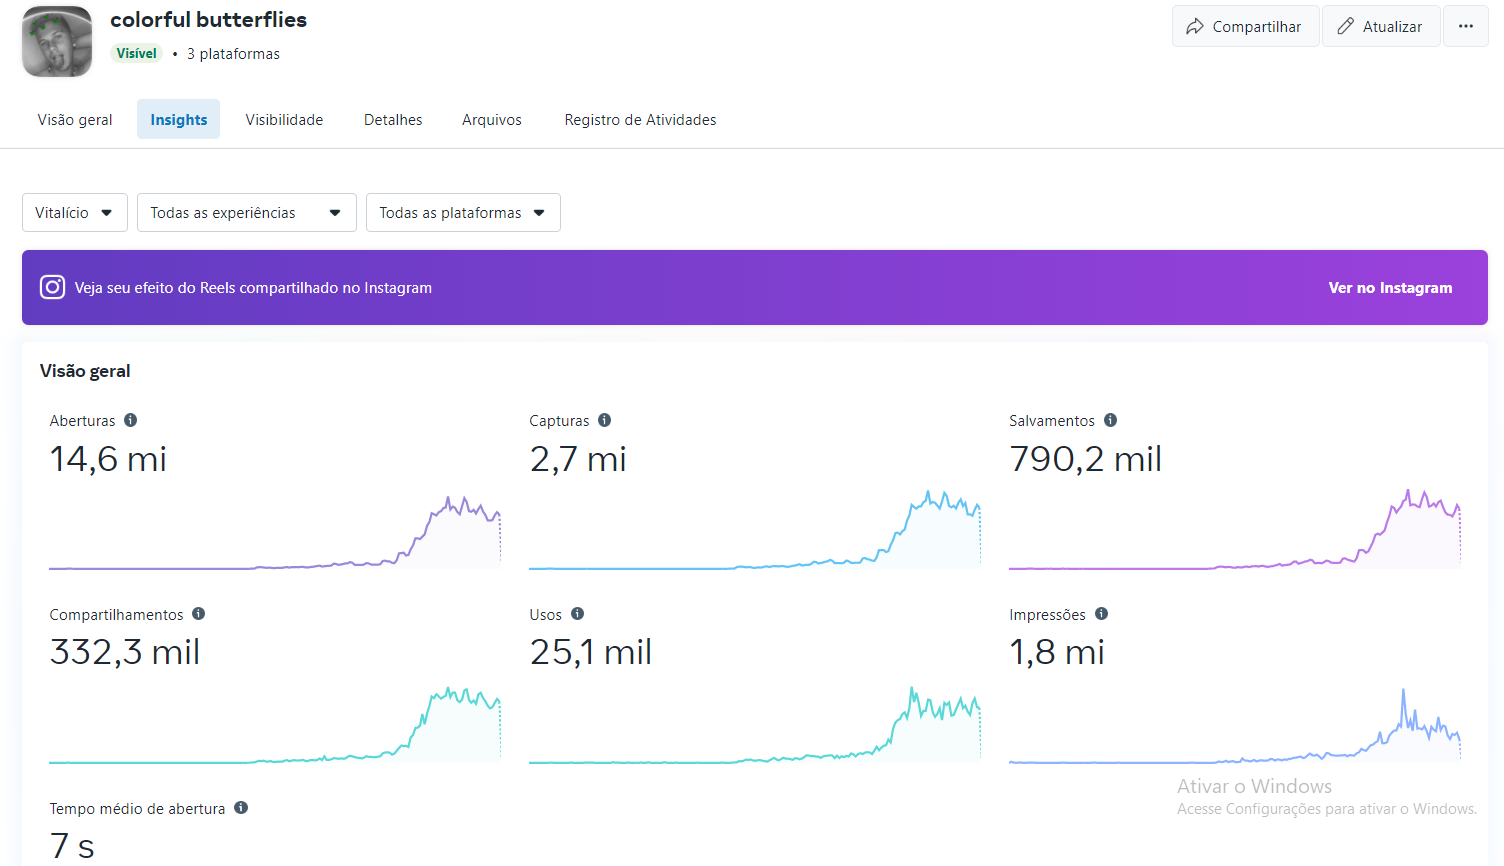 colorful butterflies
Visível • 3 plataformas
Compartilhar
Atualizar
Visão geral
Insights
Visibilidade
Detalhes
Arquivos
Registro de Atividades
Vitalício
Todas as experiências
Todas as plataformas
Veja seu efeito do Reels compartilhado no Instagram
Ver no Instagram
Visão geral
Aberturas
14,6 mi
Capturas
2,7 mi
Salvamentos
790,2 mil
Compartilhamentos
332,3 mil
Usos
25,1 mil
Impressões
1,8 mi
Tempo médio de abertura
7 s
Ativar o Windows
Acesse Configurações para ativar o Windows.